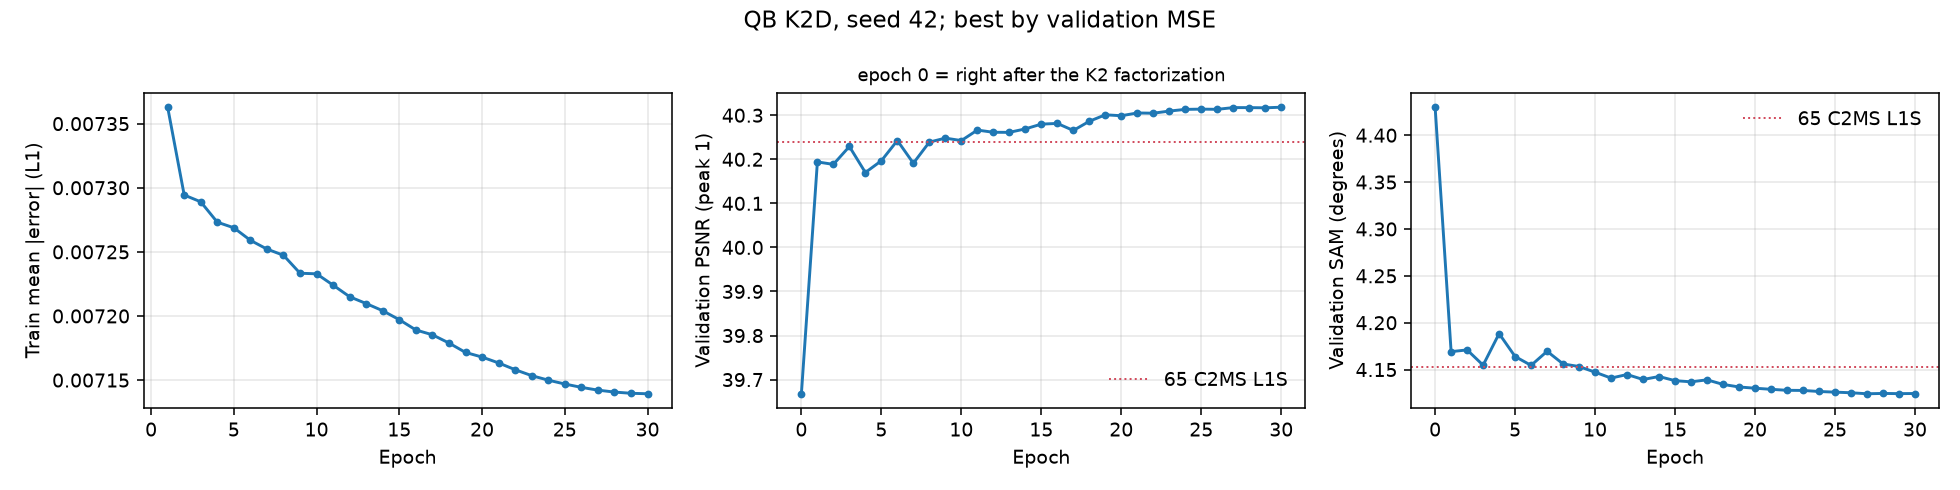 QB K2D, seed 42; best by validation MSE
epoch 0 = right after the K2 factorization
Train mean |error| (L1)
0.00735
0.00730
0.00725
0.00720
0.00715
0 5 10 15 20 25 30
Epoch
Validation PSNR (peak 1)
40.3
40.2
40.1
40.0
39.9
39.8
39.7
65 C2MS L1S
0 5 10 15 20 25 30
Epoch
Validation SAM (degrees)
4.40
4.35
4.30
4.25
4.20
4.15
65 C2MS L1S
0 5 10 15 20 25 30
Epoch